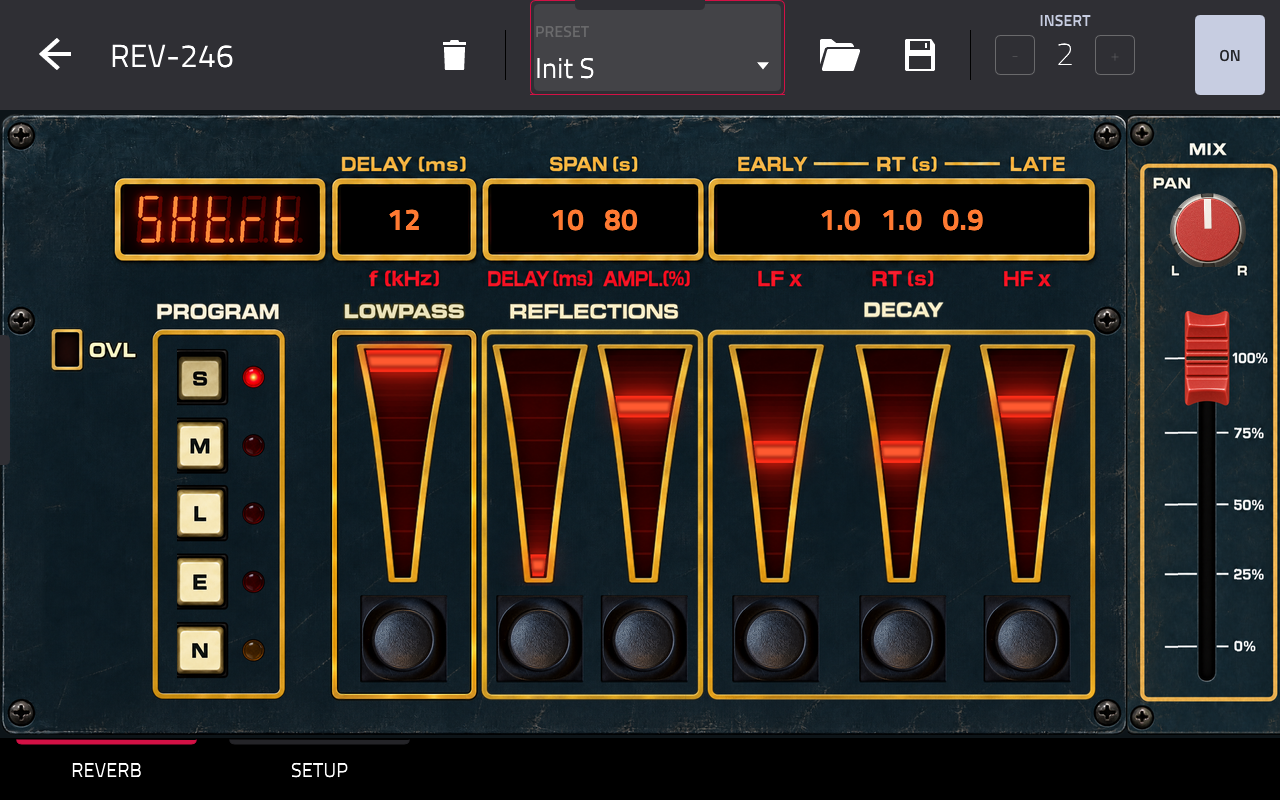 REV-246
PRESET
Init S
INSERT
- 2 +
ON
DELAY (ms)
SPAN (s)
EARLY RT (s) LATE
SHt.rt
12
10 80
1.0 1.0 0.9
f (kHz)
DELAY (ms) AMPL.(%)
LF x RT (s) HF x
PROGRAM
LOWPASS
REFLECTIONS
DECAY
OVL
S
M
L
E
N
MIX
PAN
L R
100%
75%
50%
25%
0%
REVERB
SETUP